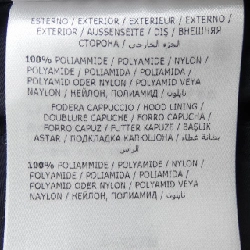 ESTERNO / EXTERIOR / EXTERIEUR / EXTERNO /
EXTERIOR / AUSSENSEITE / DIŞ / ВНЕШНЯЯ
СТОРОНА / الجزء الخارجي
100% POLIAMMIDE / POLYAMIDE / NYLON /
POLYAMIDE / POLIAMIDA / POLIAMIDA /
POLYAMID ODER NYLON / POLYAMID VEYA
NAYLON / НЕЙЛОН, ПОЛИАМИД / نايلون
FODERA CAPPUCCIO / HOOD LINING /
DOUBLURE CAPUCHE / FORRO CAPUCHA /
FORRO CAPUZ / FUTTER KAPUZE / BAŞLIK
ASTAR / ПОДКЛАДКА КАПЮШОНА / بشانة غطاء
الرأس
100% POLIAMMIDE / POLYAMIDE / NYLON /
POLYAMIDE / POLIAMIDA / POLIAMIDA /
POLYAMID ODER NYLON / POLYAMID VEYA
NAYLON / НЕЙЛОН, ПОЛИАМИД / نايلون